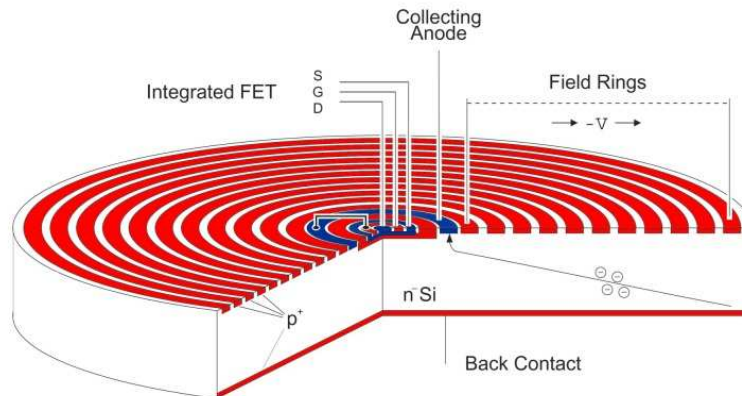 Collecting
Anode
Integrated FET
S
G
D
Field Rings
-V
n⁻Si
p⁺
Back Contact